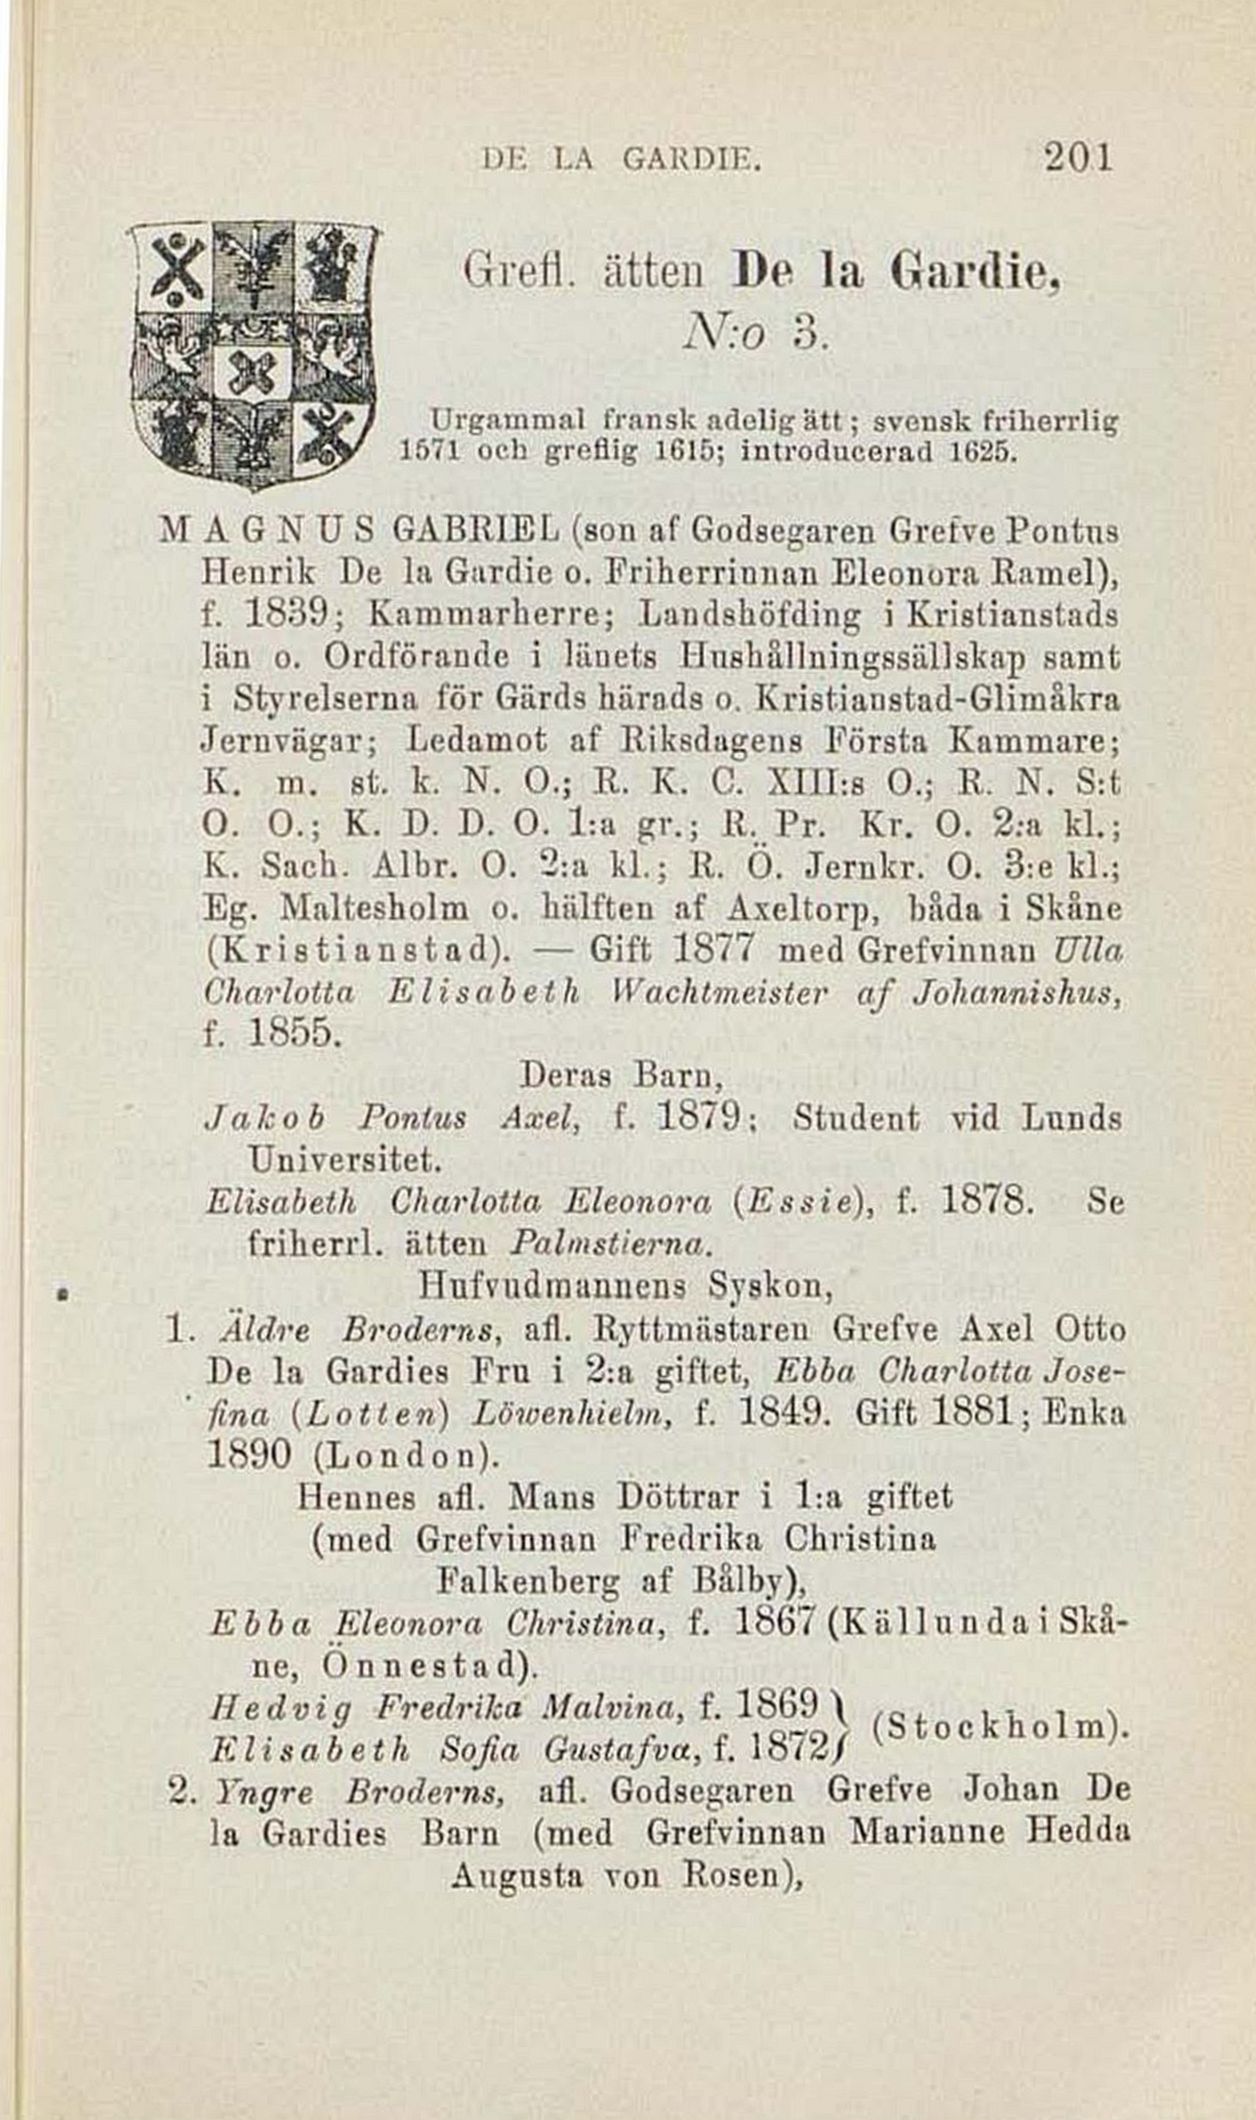 DE LA GARDIE. 201
Grefl. ätten De la Gardie,
N:o 3.
Urgammal fransk adelig ätt; svensk friherrlig
1571 och greflig 1615; introducerad 1625.
MAGNUS GABRIEL (son af Godsegaren Grefve Pontus
Henrik De la Gardie o. Friherrinnan Eleonora Ramel),
f. 1839; Kammarherre; Landshöfding i Kristianstads
län o. Ordförande i länets Hushållningssällskap samt
i Styrelserna för Gärds härads o. Kristianstad-Glimåkra
Jernvägar; Ledamot af Riksdagens Första Kammare;
K. m. st. k. N. O.; R. K. C. XIII:s O.; R. N. S:t
O. O.; K. D. D. O. 1:a gr.; R. Pr. Kr. O. 2:a kl.;
K. Sach. Albr. O. 2:a kl.; R. Ö. Jernkr. O. 3:e kl.;
Eg. Maltesholm o. hälften af Axeltorp, båda i Skåne
(Kristianstad). — Gift 1877 med Grefvinnan Ulla
Charlotta Elisabeth Wachtmeister af Johannishus,
f. 1855.
Deras Barn,
Jakob Pontus Axel, f. 1879; Student vid Lunds
Universitet.
Elisabeth Charlotta Eleonora (Essie), f. 1878. Se
friherrl. ätten Palmstierna.
Hufvudmannens Syskon,
1. Äldre Broderns, afl. Ryttmästaren Grefve Axel Otto
De la Gardies Fru i 2:a giftet, Ebba Charlotta Jose-
fina (Lotten) Löwenhielm, f. 1849. Gift 1881; Enka
1890 (London).
Hennes afl. Mans Döttrar i 1:a giftet
(med Grefvinnan Fredrika Christina
Falkenberg af Bålby),
Ebba Eleonora Christina, f. 1867 (Källunda i Skå-
ne, Önnestad).
Hedvig Fredrika Malvina, f. 1869 } (Stockholm).
Elisabeth Sofia Gustafva, f. 1872
2. Yngre Broderns, afl. Godsegaren Grefve Johan De
la Gardies Barn (med Grefvinnan Marianne Hedda
Augusta von Rosen),